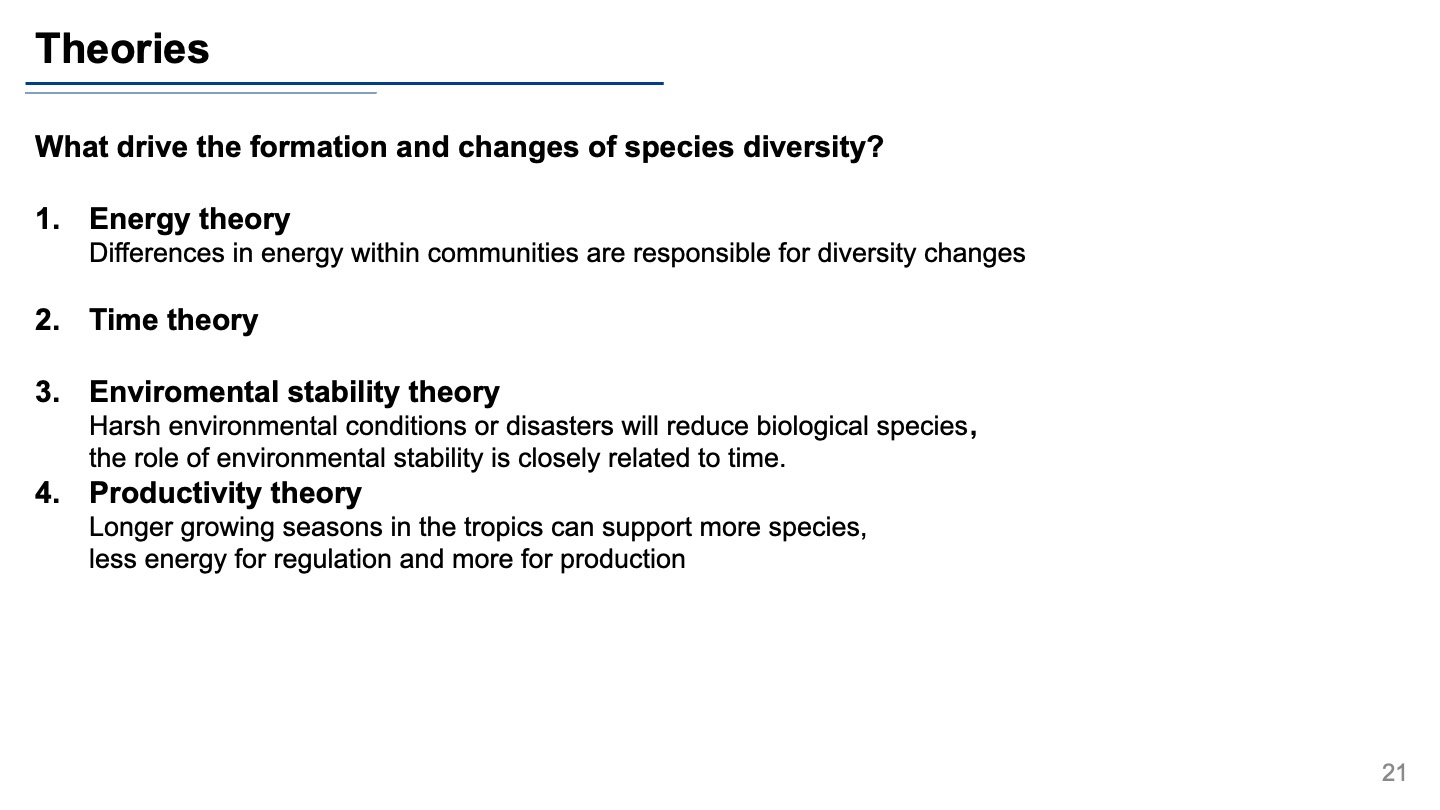 Theories
What drive the formation and changes of species diversity?
1. Energy theory
Differences in energy within communities are responsible for diversity changes
2. Time theory
3. Enviromental stability theory
Harsh environmental conditions or disasters will reduce biological species，
the role of environmental stability is closely related to time.
4. Productivity theory
Longer growing seasons in the tropics can support more species,
less energy for regulation and more for production
21